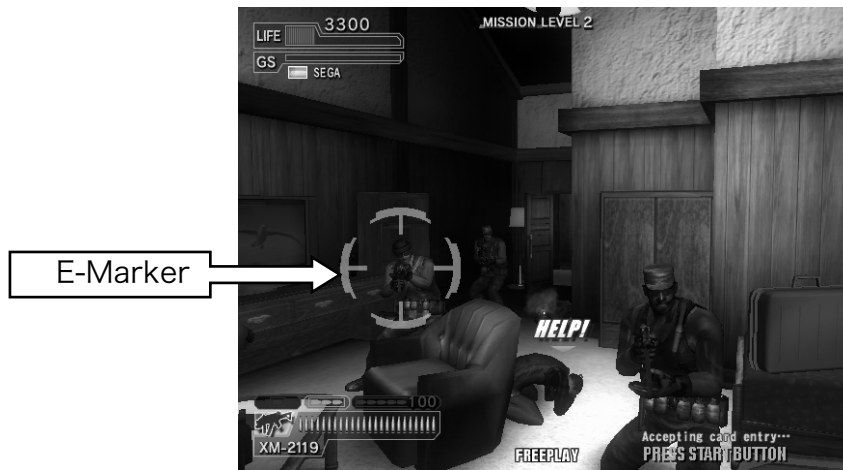 LIFE
3300
MISSION LEVEL 2
GS
SEGA
E-Marker
HELP!
100
XM-2119
Accepting card entry…
FREEPLAY
PRESS START BUTTON